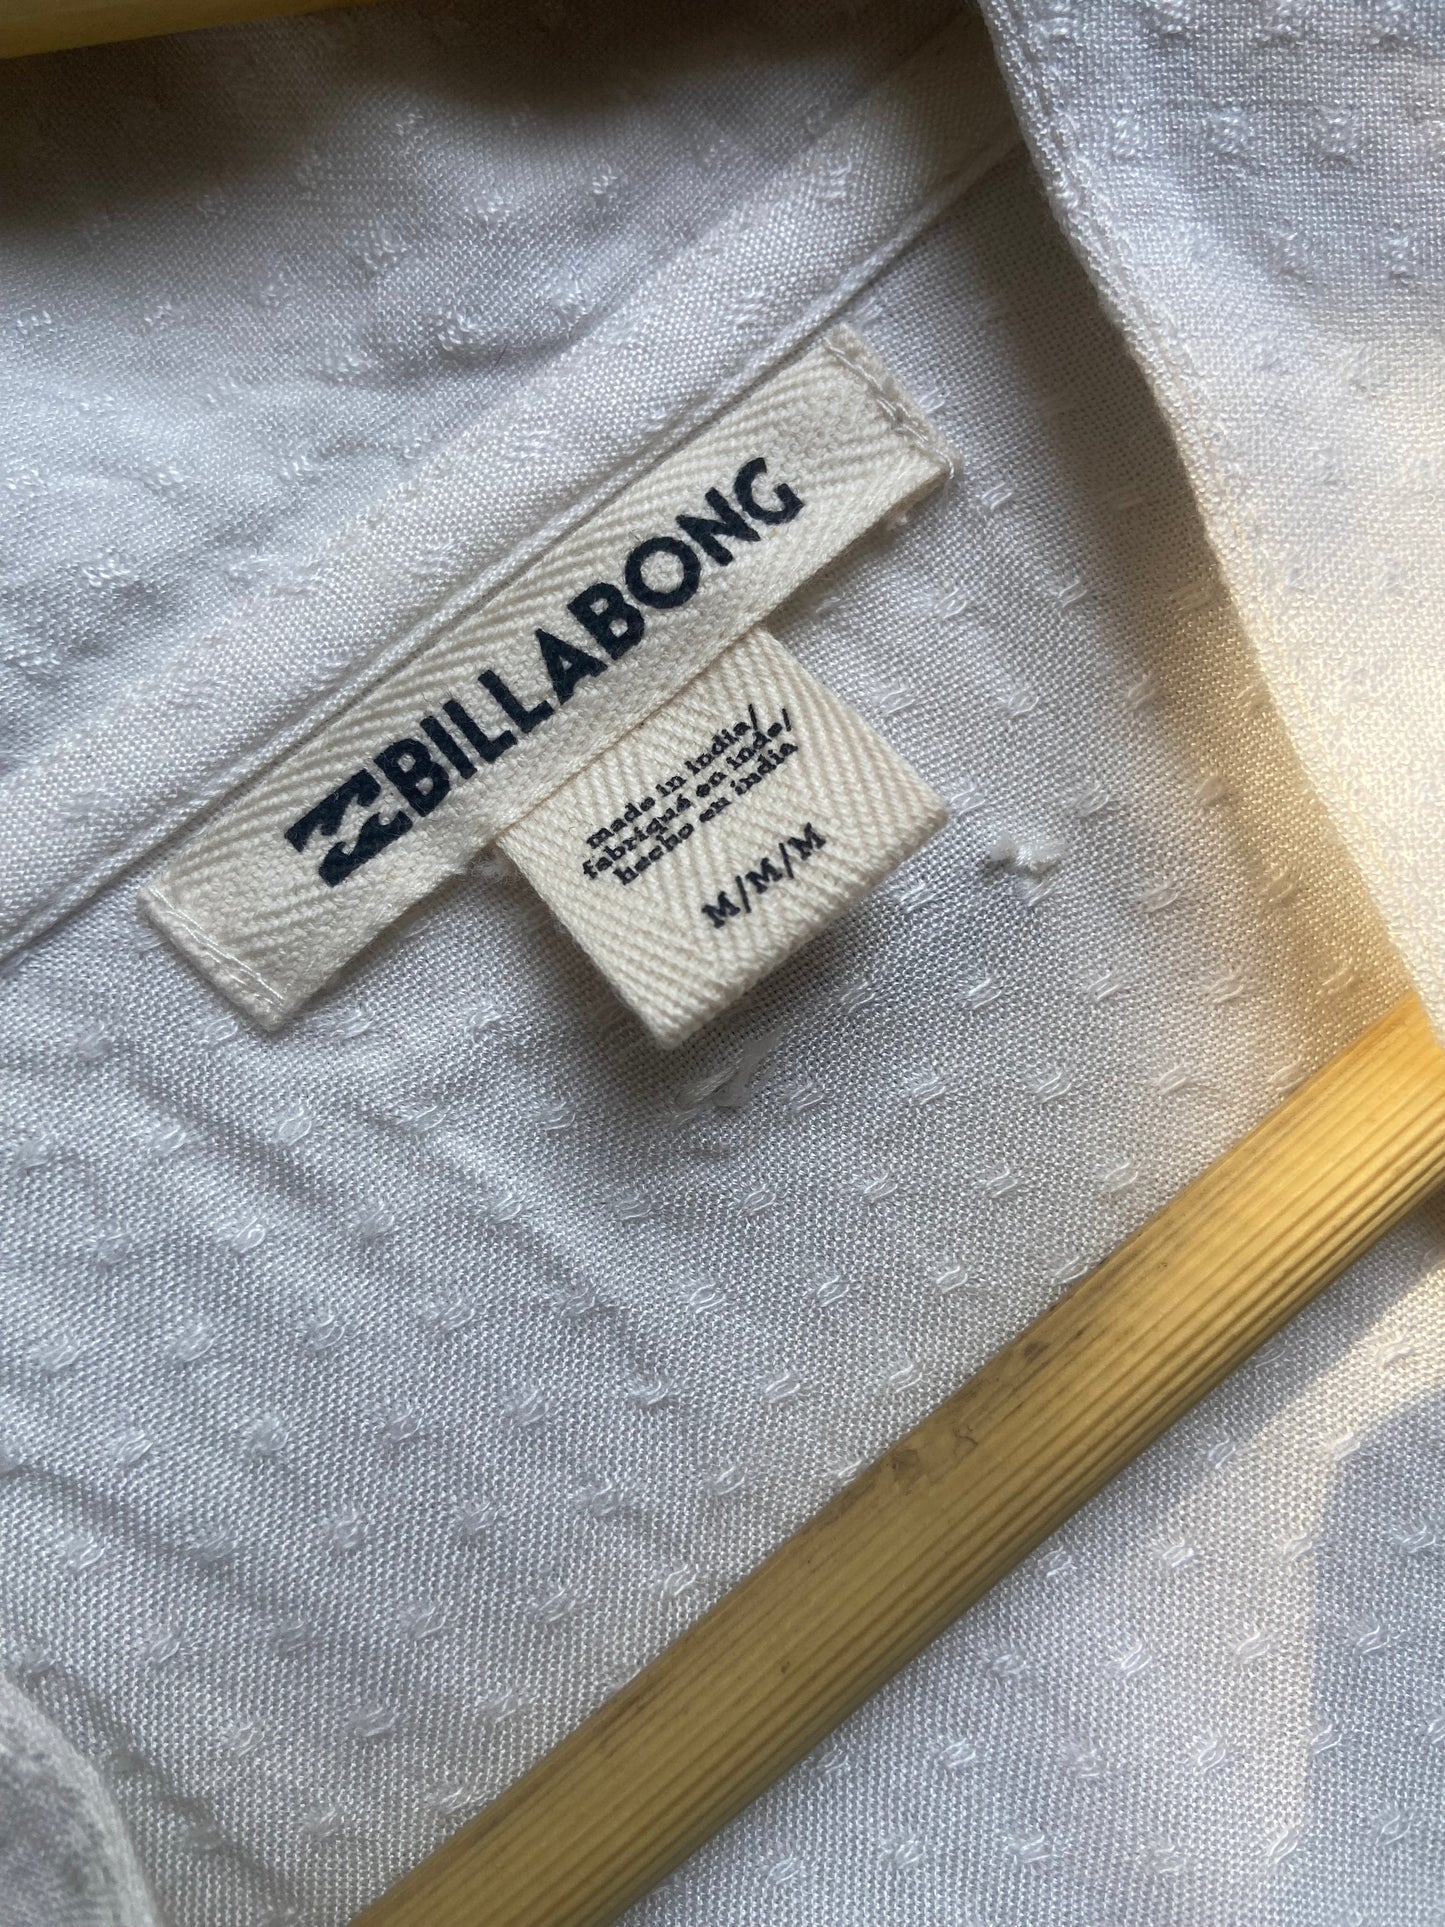 BILLABONG
made in india/
fabriqué en inde/
hecho en india
M/M/M